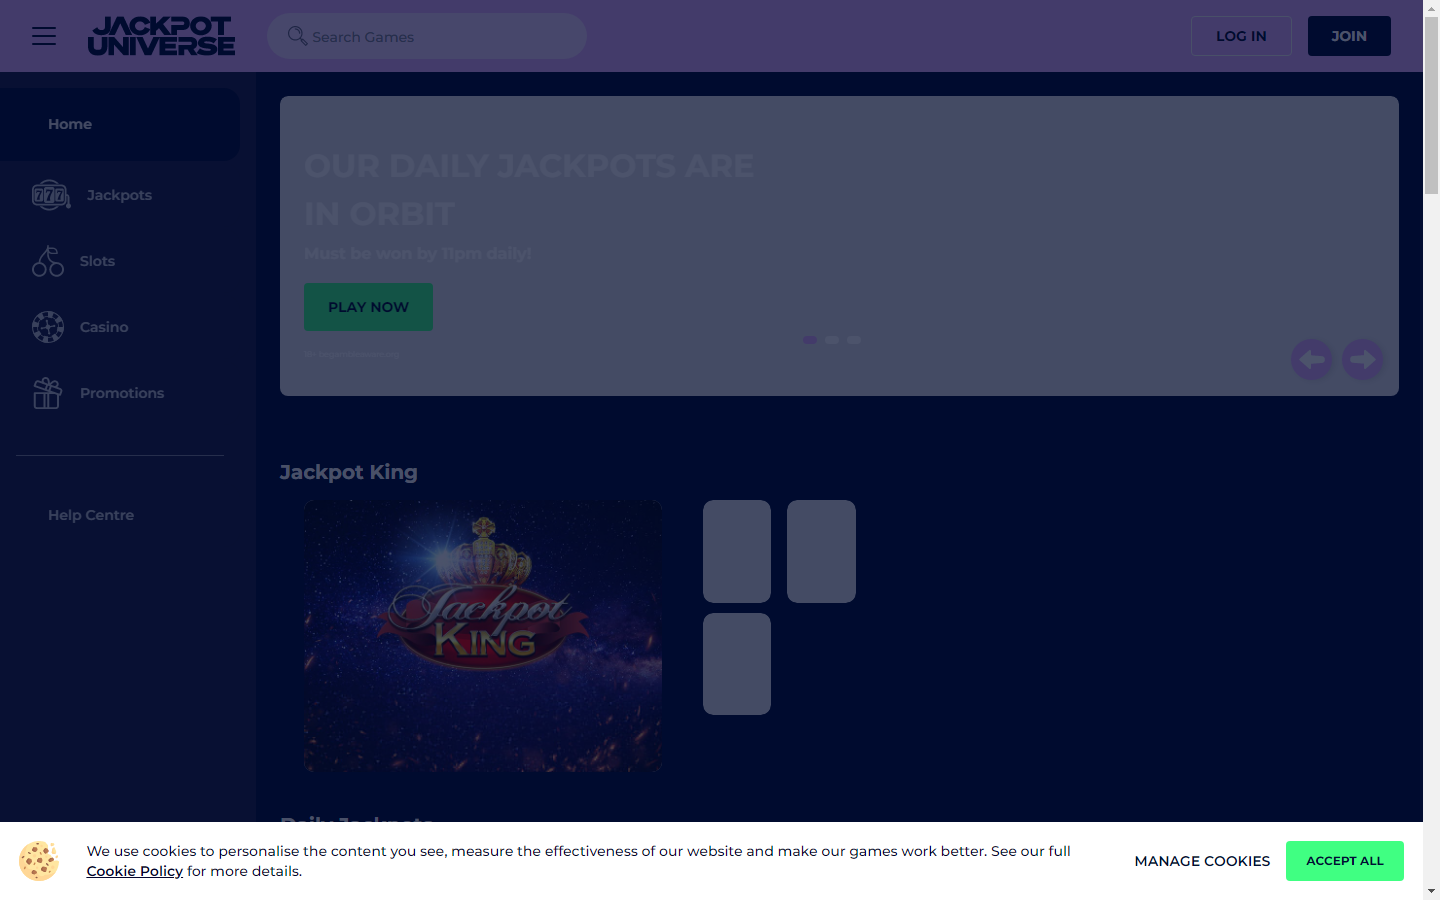 JACKPOT
UNIVERSE
Search Games
LOG IN
JOIN
Home
Jackpots
Slots
Casino
Promotions
Help Centre
OUR DAILY JACKPOTS ARE
IN ORBIT
Must be won by 11pm daily!
PLAY NOW
Jackpot King
Jackpot
KING
Daily Jackpots
We use cookies to personalise the content you see, measure the effectiveness of our website and make our games work better. See our full
Cookie Policy for more details.
MANAGE COOKIES
ACCEPT ALL